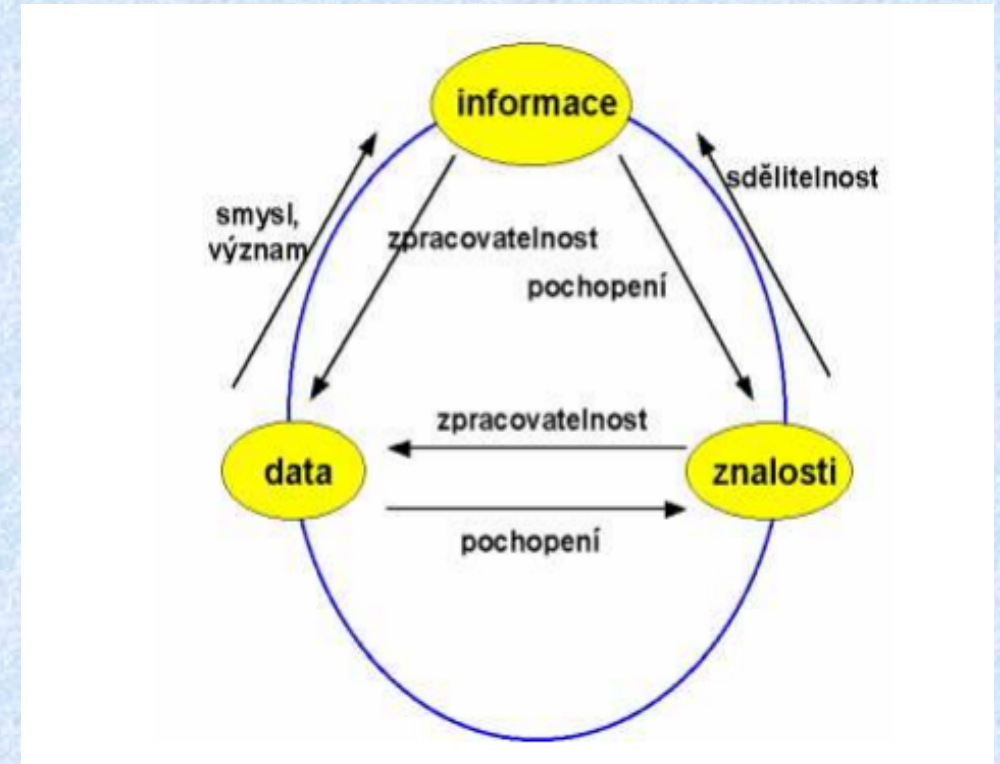 informace
sdělitelnost
smysl,
význam
zpracovatelnost
pochopení
zpracovatelnost
data
znalosti
pochopení